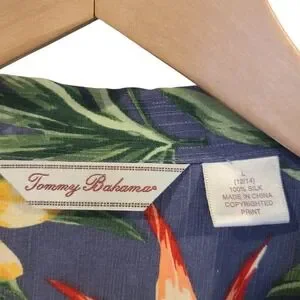 Tommy Bahama
L
(12/14)
100% SILK
MADE IN CHINA
COPYRIGHTED
PRINT